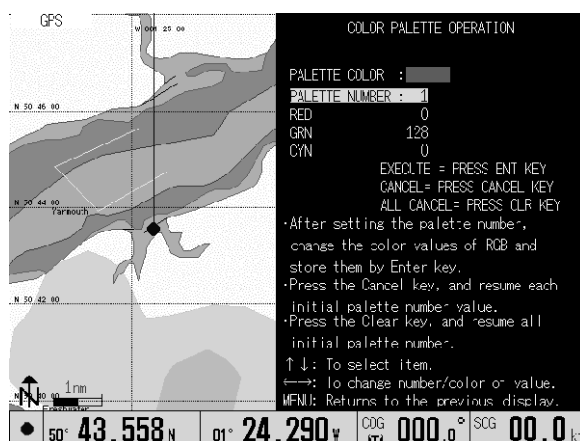 GPS
W 001 25 00
N 50 46 00
N 50 44 00
Yarmouth
N 50 42 00
N 50 40 00
1nm
Freshwater
COLOR PALETTE OPERATION
PALETTE COLOR :
PALETTE NUMBER : 1
RED 0
GRN 128
CYN 0
EXECUTE = PRESS ENT KEY
CANCEL= PRESS CANCEL KEY
ALL CANCEL= PRESS CLR KEY
·After setting the palette number,
change the color values of RGB and
store them by Enter key.
·Press the Cancel key, and resume each
initial palette number value.
·Press the Clear key, and resume all
initial palette number.
↑↓: To select item.
←→: To change number/color or value.
MENU: Returns to the previous display.
50° 43.558 N 01° 24.290 COG 000.0° SCG 00.0